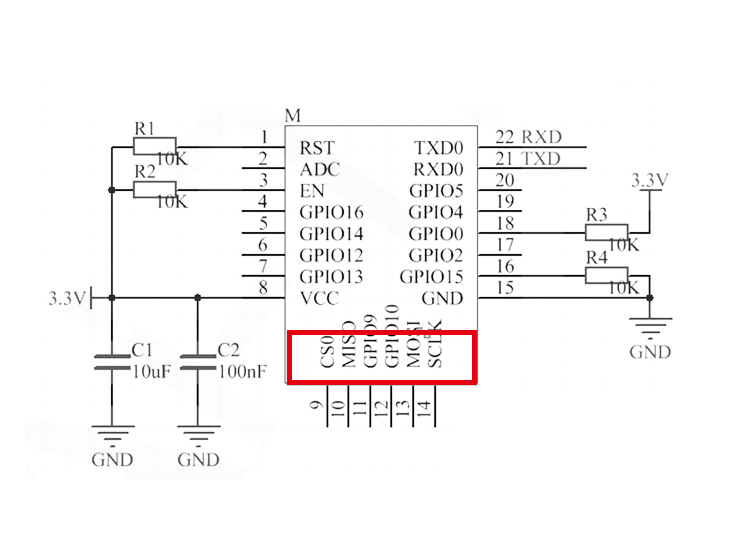 M
R1
10K
R2
10K
1
2
3
4
5
6
7
8
RST
ADC
EN
GPIO16
GPIO14
GPIO12
GPIO13
VCC
TXD0
RXD0
GPIO5
GPIO4
GPIO0
GPIO2
GPIO15
GND
22 RXD
21 TXD
20
19
18
17
16
15
3.3V
R3
10K
R4
10K
GND
3.3V
C1
10uF
C2
100nF
GND
GND
CS0
MISO
GPIO9
GPIO10
MOSI
SCLK
9
10
11
12
13
14